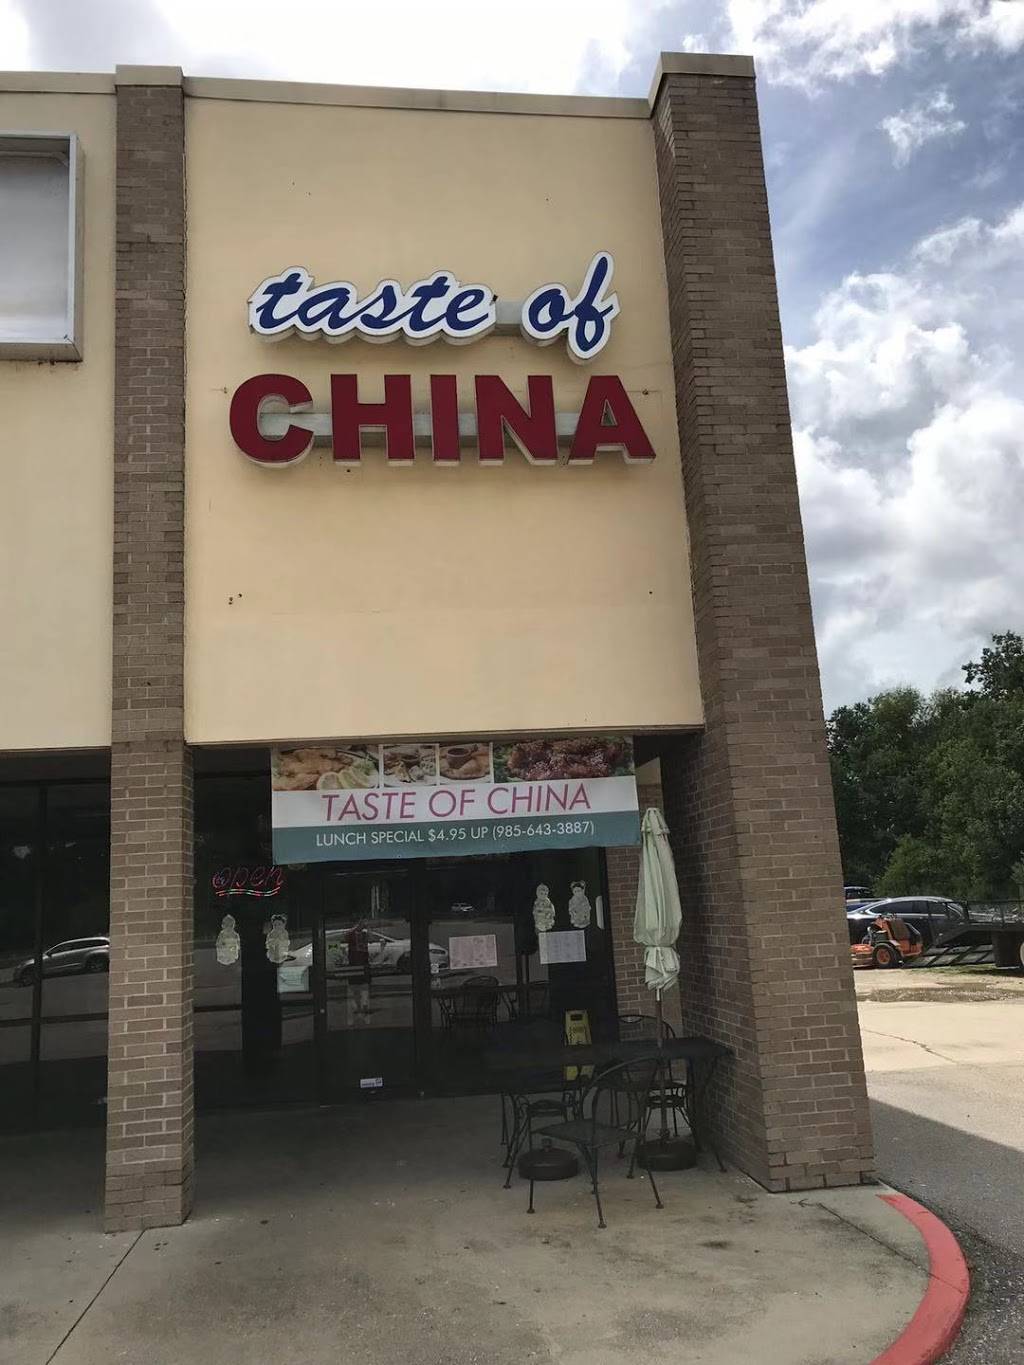 taste of
CHINA
TASTE OF CHINA
LUNCH SPECIAL $4.95 UP (985-643-3887)
open